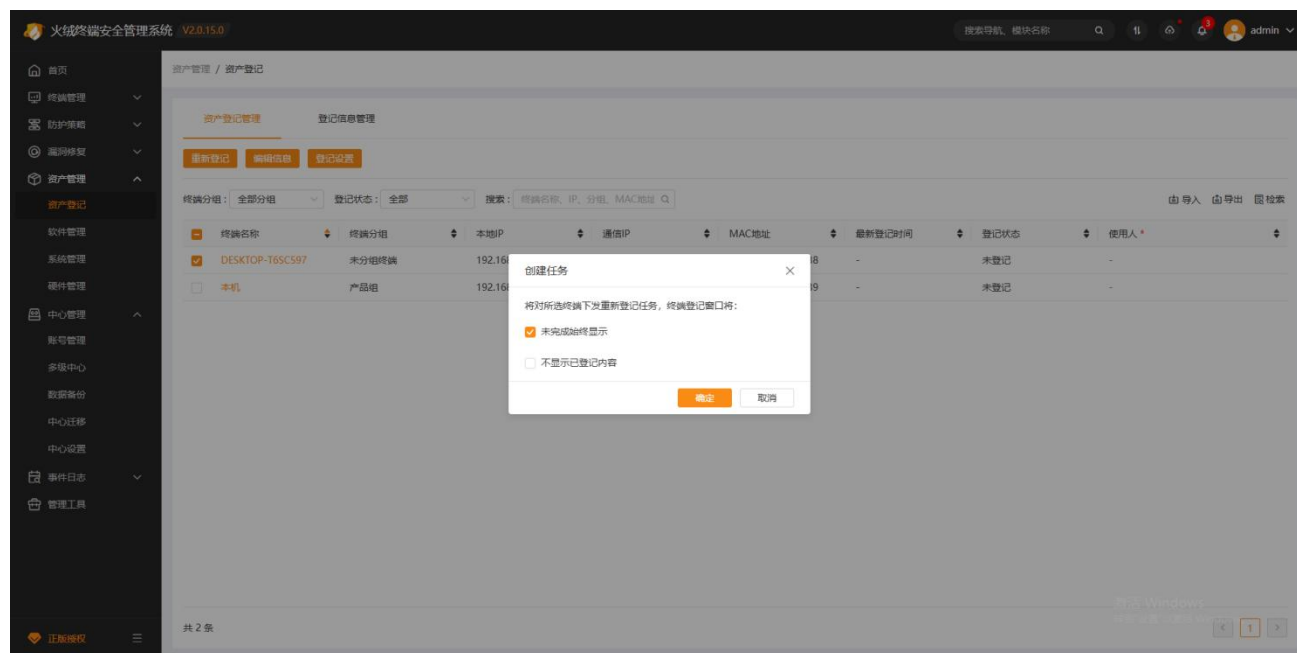 火绒终端安全管理系统 V2.0.15.0
搜索导航、模块名称
3
admin
首页
终端管理
防护策略
漏洞修复
资产管理
资产登记
软件管理
系统管理
硬件管理
中心管理
账号管理
多级中心
数据备份
中心迁移
中心设置
事件日志
管理工具
正版授权
资产管理 / 资产登记
资产登记管理 登记信息管理
重新登记 编辑信息 登记设置
终端分组： 全部分组 登记状态： 全部 搜索： 终端名称、IP、分组、MAC地址
导入 导出 检索
终端名称 终端分组 本地IP 通信IP MAC地址 最新登记时间 登记状态 使用人 *
DESKTOP-T6SC597 未分组终端 192.16 38 - 未登记 -
本机 产品组 192.168 39 - 未登记 -
创建任务
将对所选终端下发重新登记任务，终端登记窗口将：
未完成始终显示
不显示已登记内容
确定 取消
激活 Windows
共 2 条
1